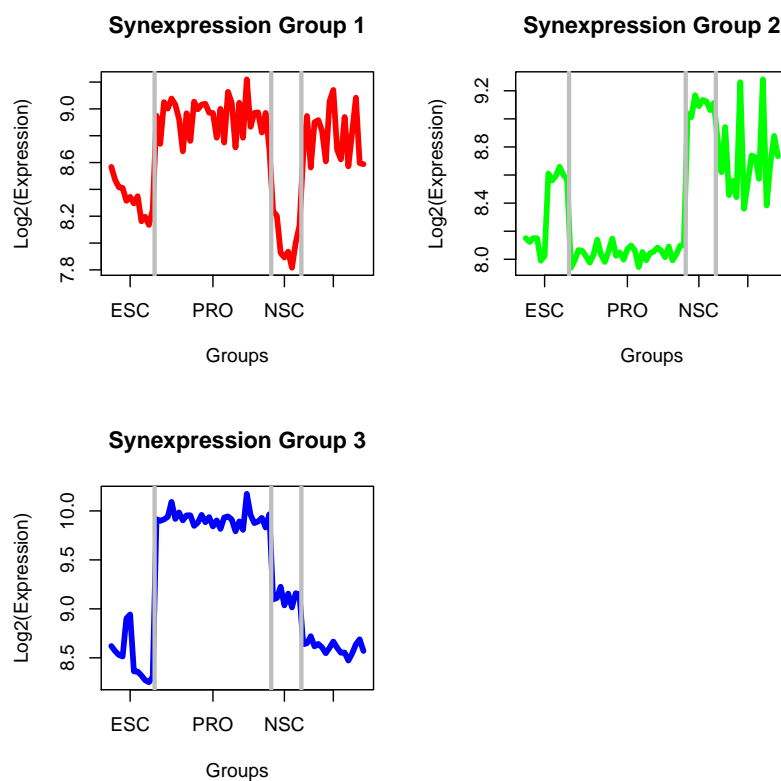 Synexpression Group 1
Log2(Expression)
9.0
8.6
8.2
7.8
ESC PRO NSC
Groups
Synexpression Group 2
Log2(Expression)
9.2
8.8
8.4
8.0
ESC PRO NSC
Groups
Synexpression Group 3
Log2(Expression)
10.0
9.5
9.0
8.5
ESC PRO NSC
Groups